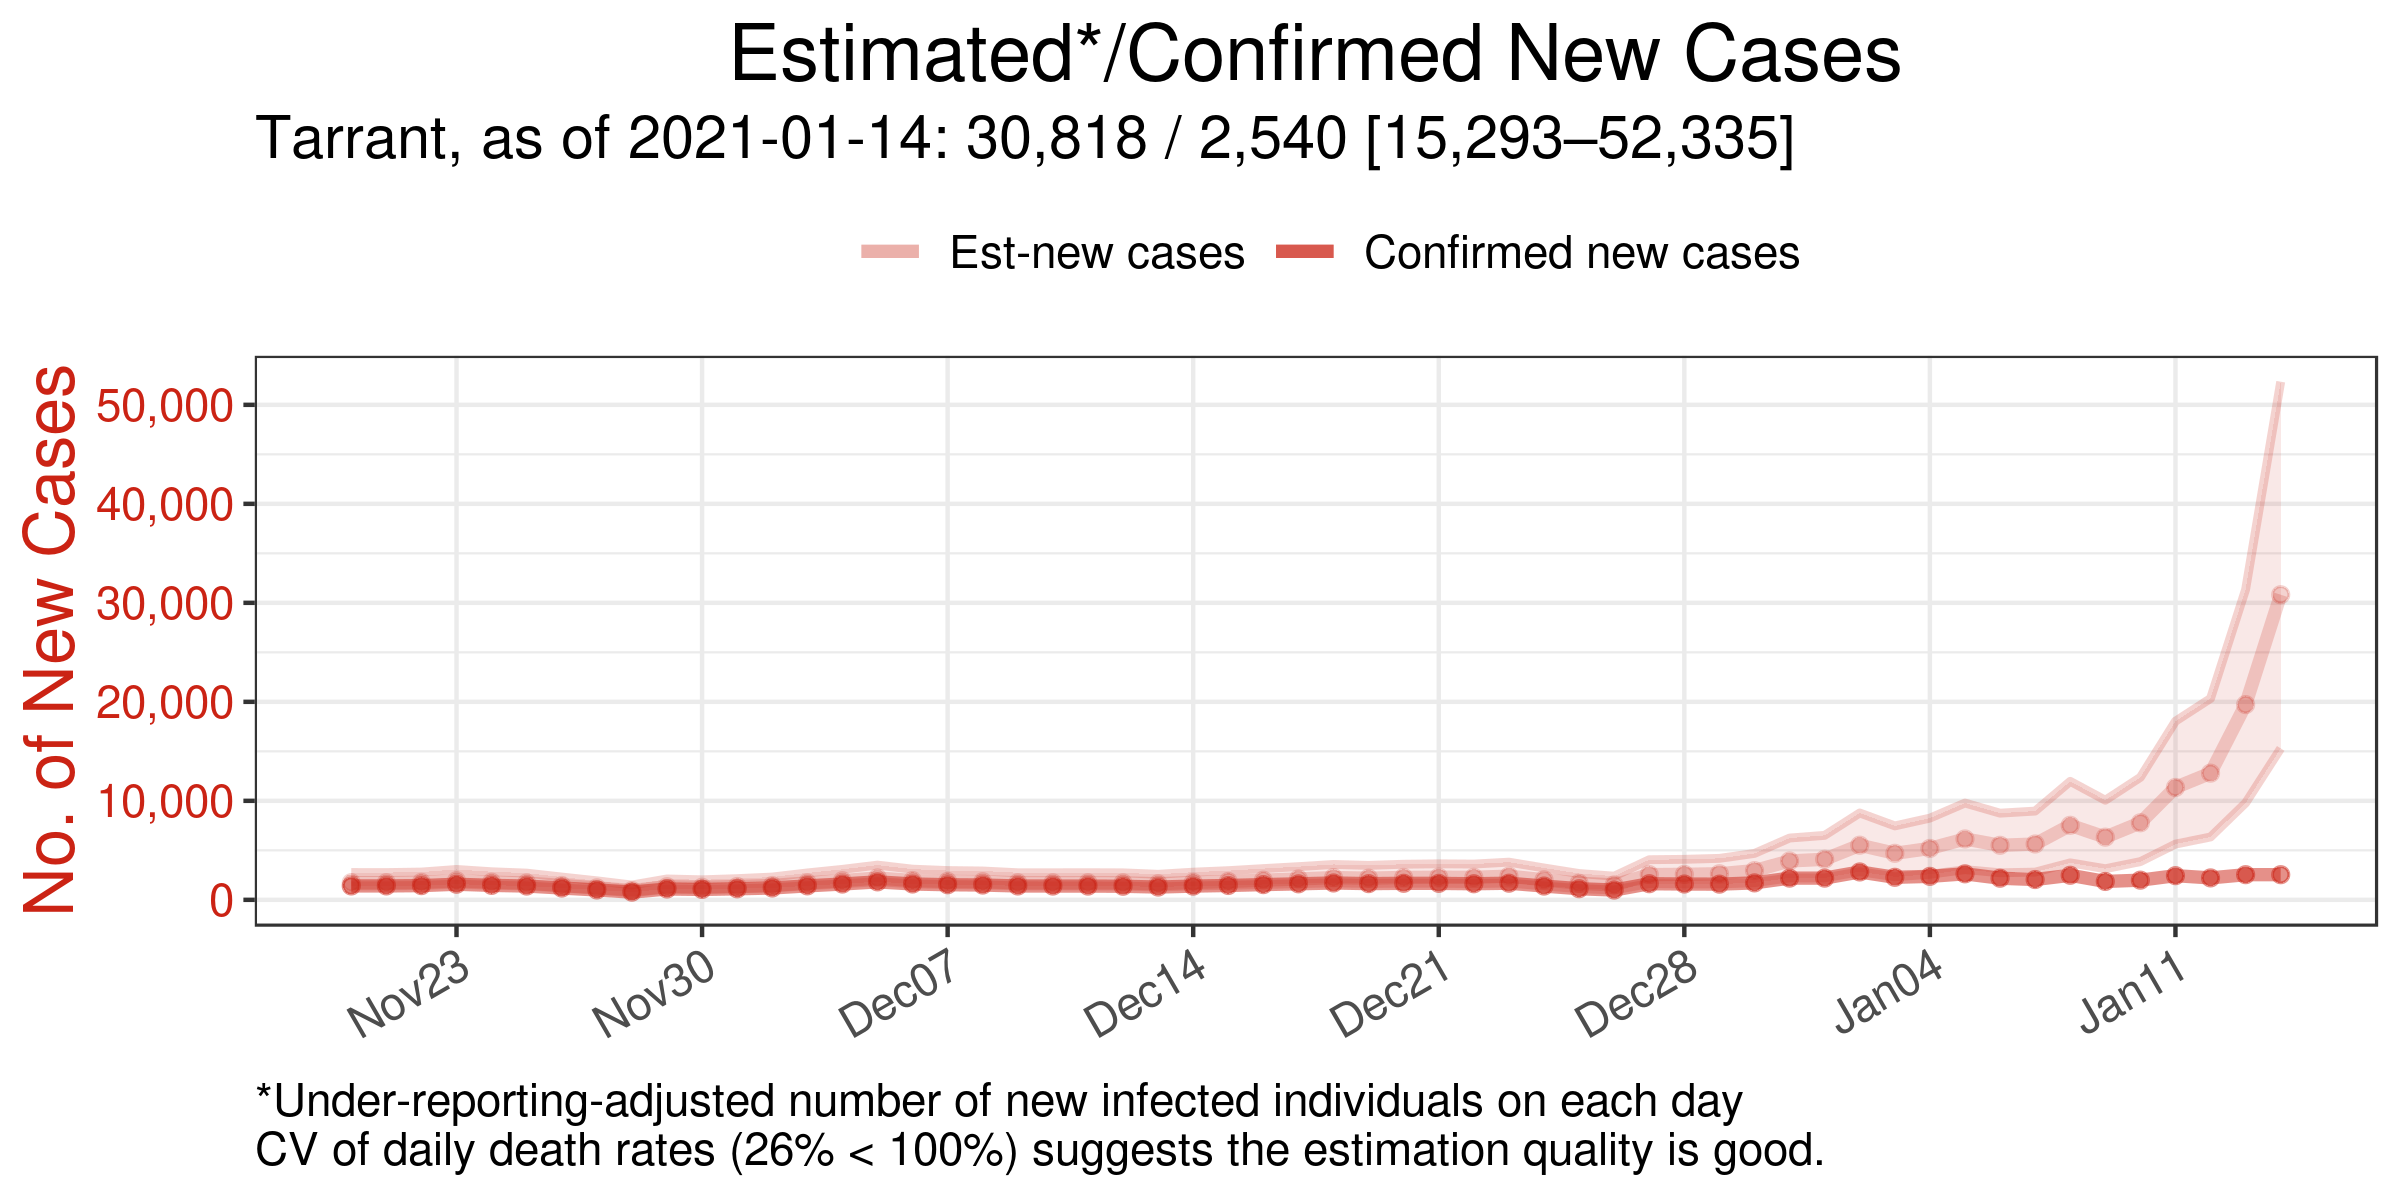 Estimated*/Confirmed New Cases
Tarrant, as of 2021-01-14: 30,818 / 2,540 [15,293–52,335]
Est-new cases Confirmed new cases
No. of New Cases
50,000
40,000
30,000
20,000
10,000
0
Nov23 Nov30 Dec07 Dec14 Dec21 Dec28 Jan04 Jan11
*Under-reporting-adjusted number of new infected individuals on each day
CV of daily death rates (26% < 100%) suggests the estimation quality is good.